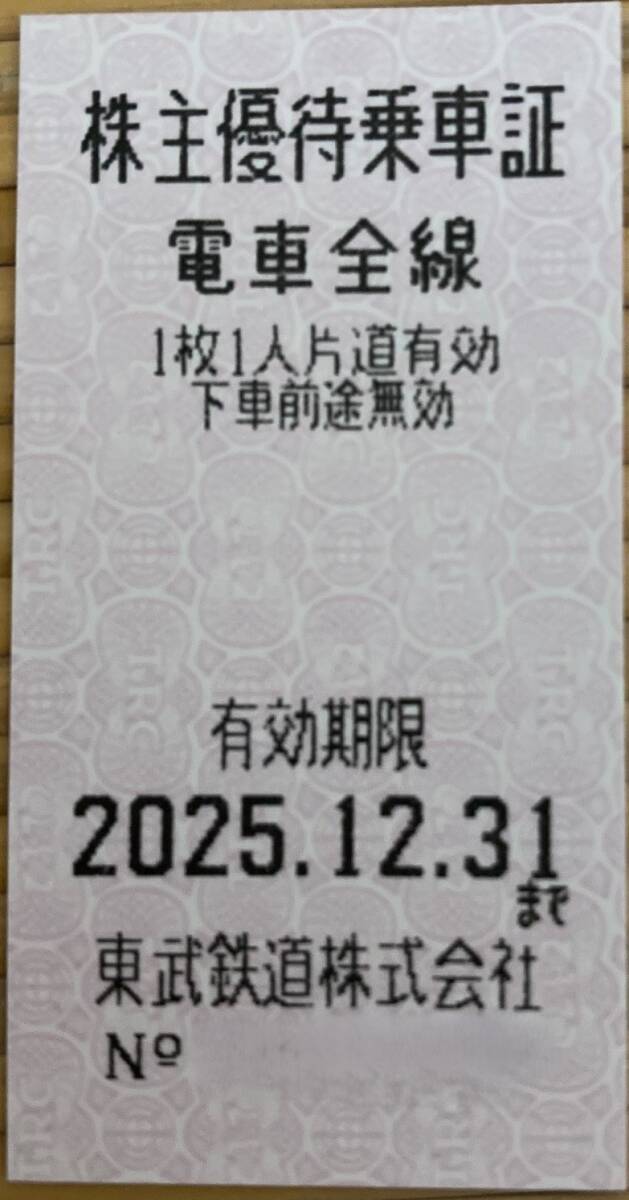 株主優待乗車証
電車全線
1枚1人片道有効
下車前途無効
有効期限
2025.12.31
まで
東武鉄道株式会社
Nº